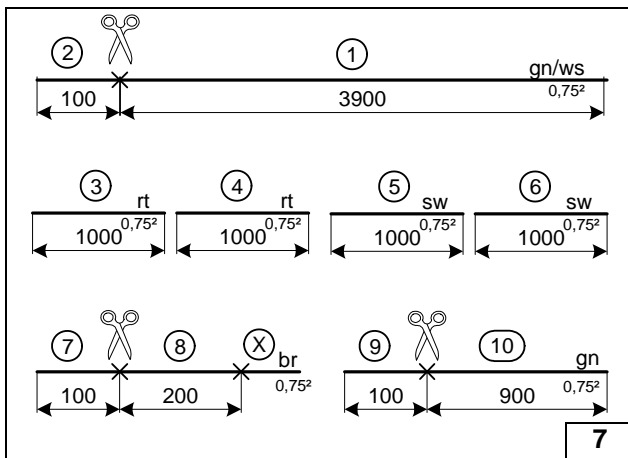 2 1 gn/ws
100 3900 0,75²
3 rt 4 rt 5 sw 6 sw
1000 0,75² 1000 0,75² 1000 0,75² 1000 0,75²
7 8 X br 9 10 gn
100 200 0,75² 100 900 0,75²
7